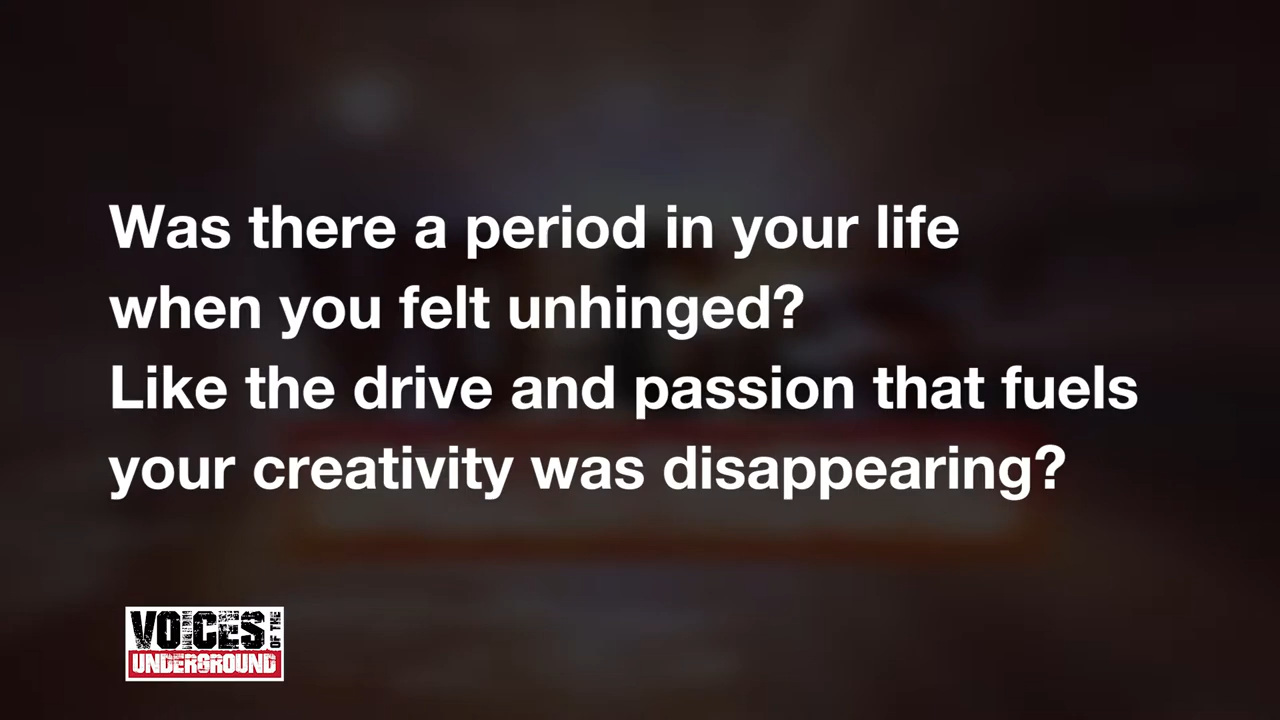 Was there a period in your life
when you felt unhinged?
Like the drive and passion that fuels
your creativity was disappearing?
VOICES OF THE
UNDERGROUND